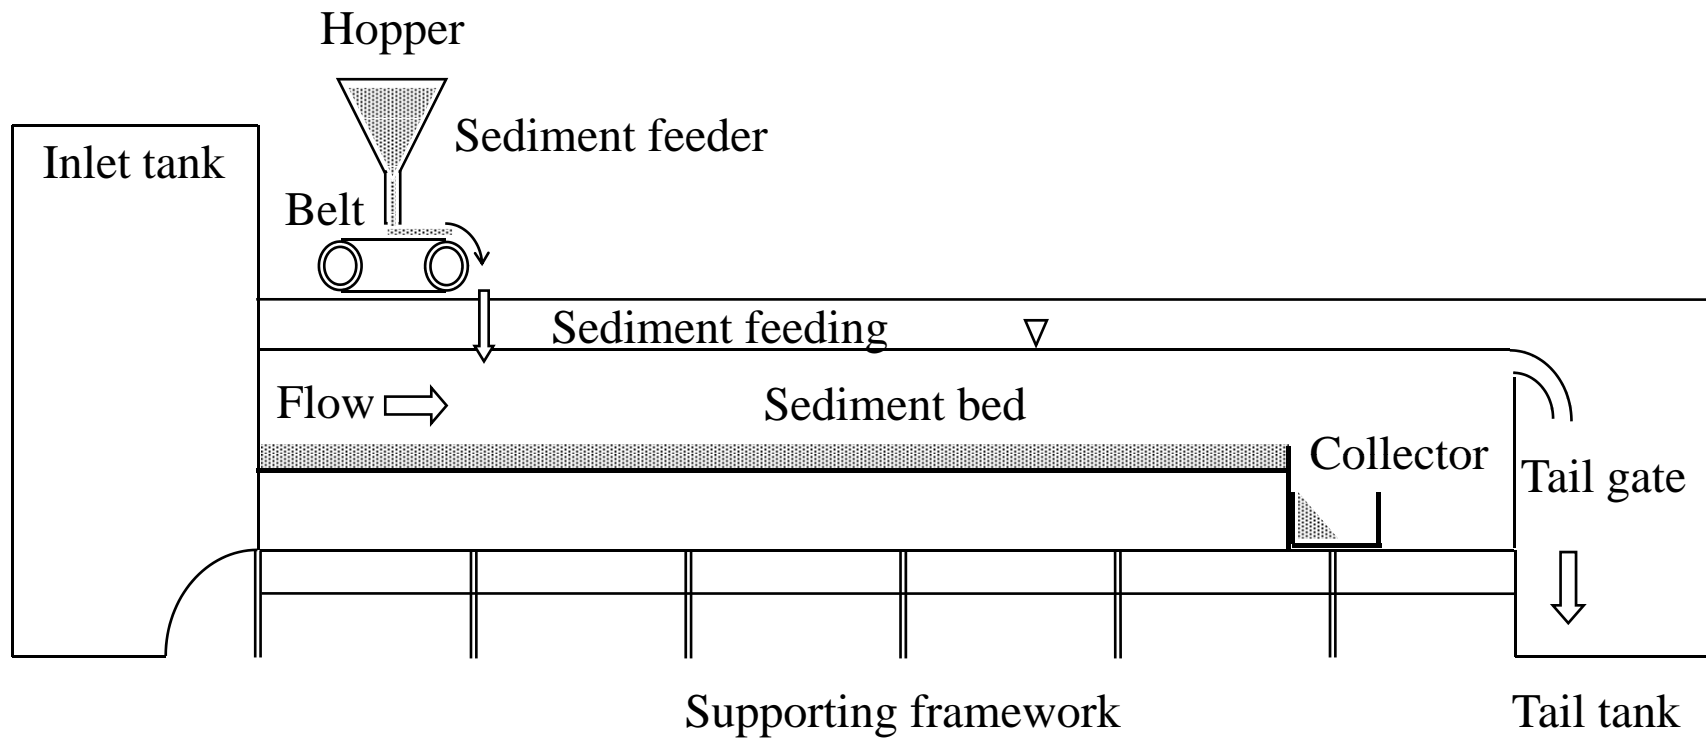 Hopper
Sediment feeder
Inlet tank
Belt
Sediment feeding
Flow
Sediment bed
Collector
Tail gate
Supporting framework
Tail tank